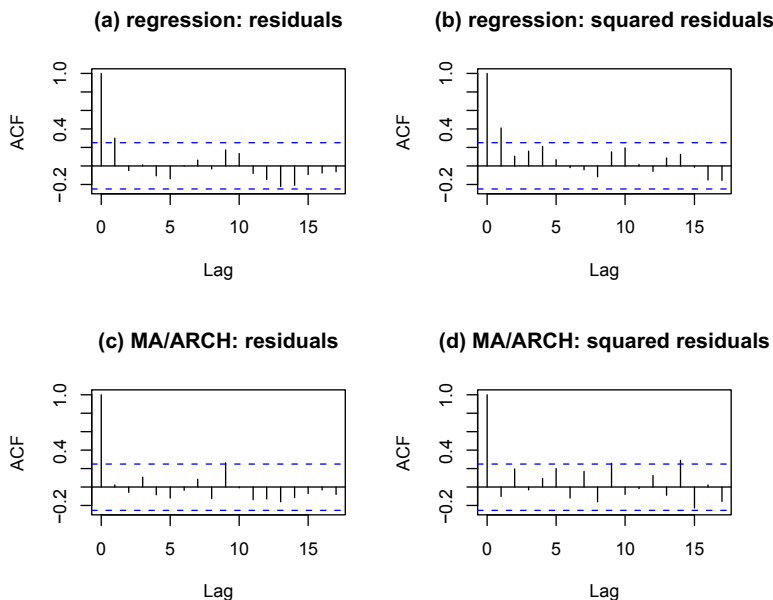 (a) regression: residuals
ACF
1.0
0.4
−0.2
0 5 10 15
Lag
(b) regression: squared residuals
ACF
1.0
0.4
−0.2
0 5 10 15
Lag
(c) MA/ARCH: residuals
ACF
1.0
0.4
−0.2
0 5 10 15
Lag
(d) MA/ARCH: squared residuals
ACF
1.0
0.4
−0.2
0 5 10 15
Lag